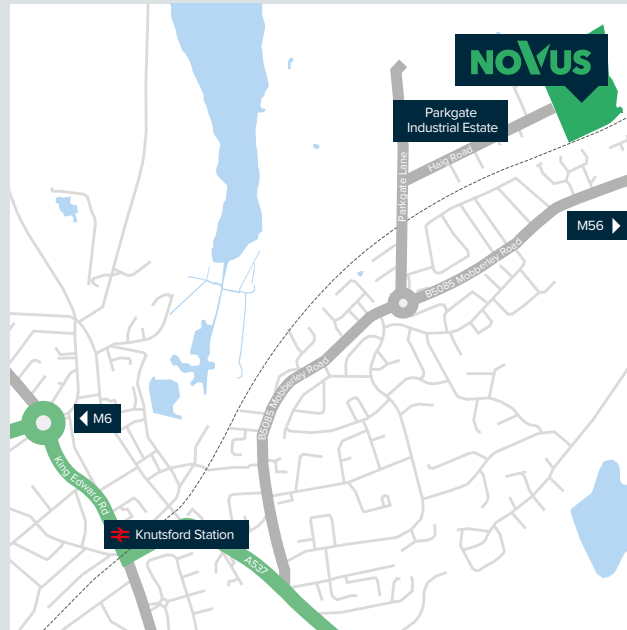 NOVUS
Parkgate
Industrial Estate
Haig Road
Parkgate Lane
M56
B5085 Mobberley Road
B5085 Mobberley Road
M6
King Edward Rd
Knutsford Station
A537